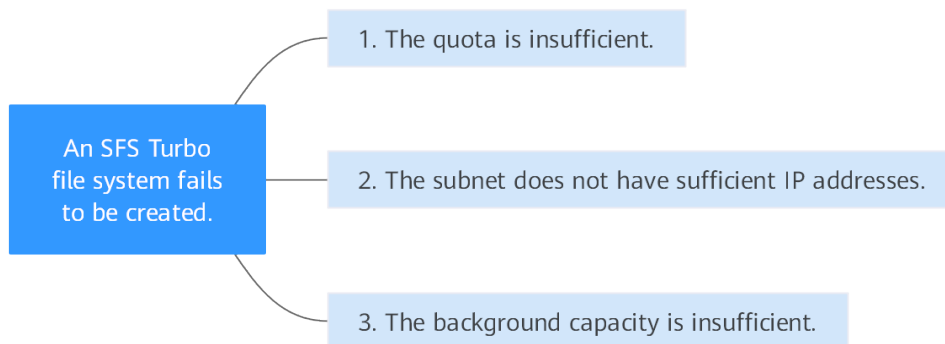 An SFS Turbo
file system fails
to be created.
1. The quota is insufficient.
2. The subnet does not have sufficient IP addresses.
3. The background capacity is insufficient.